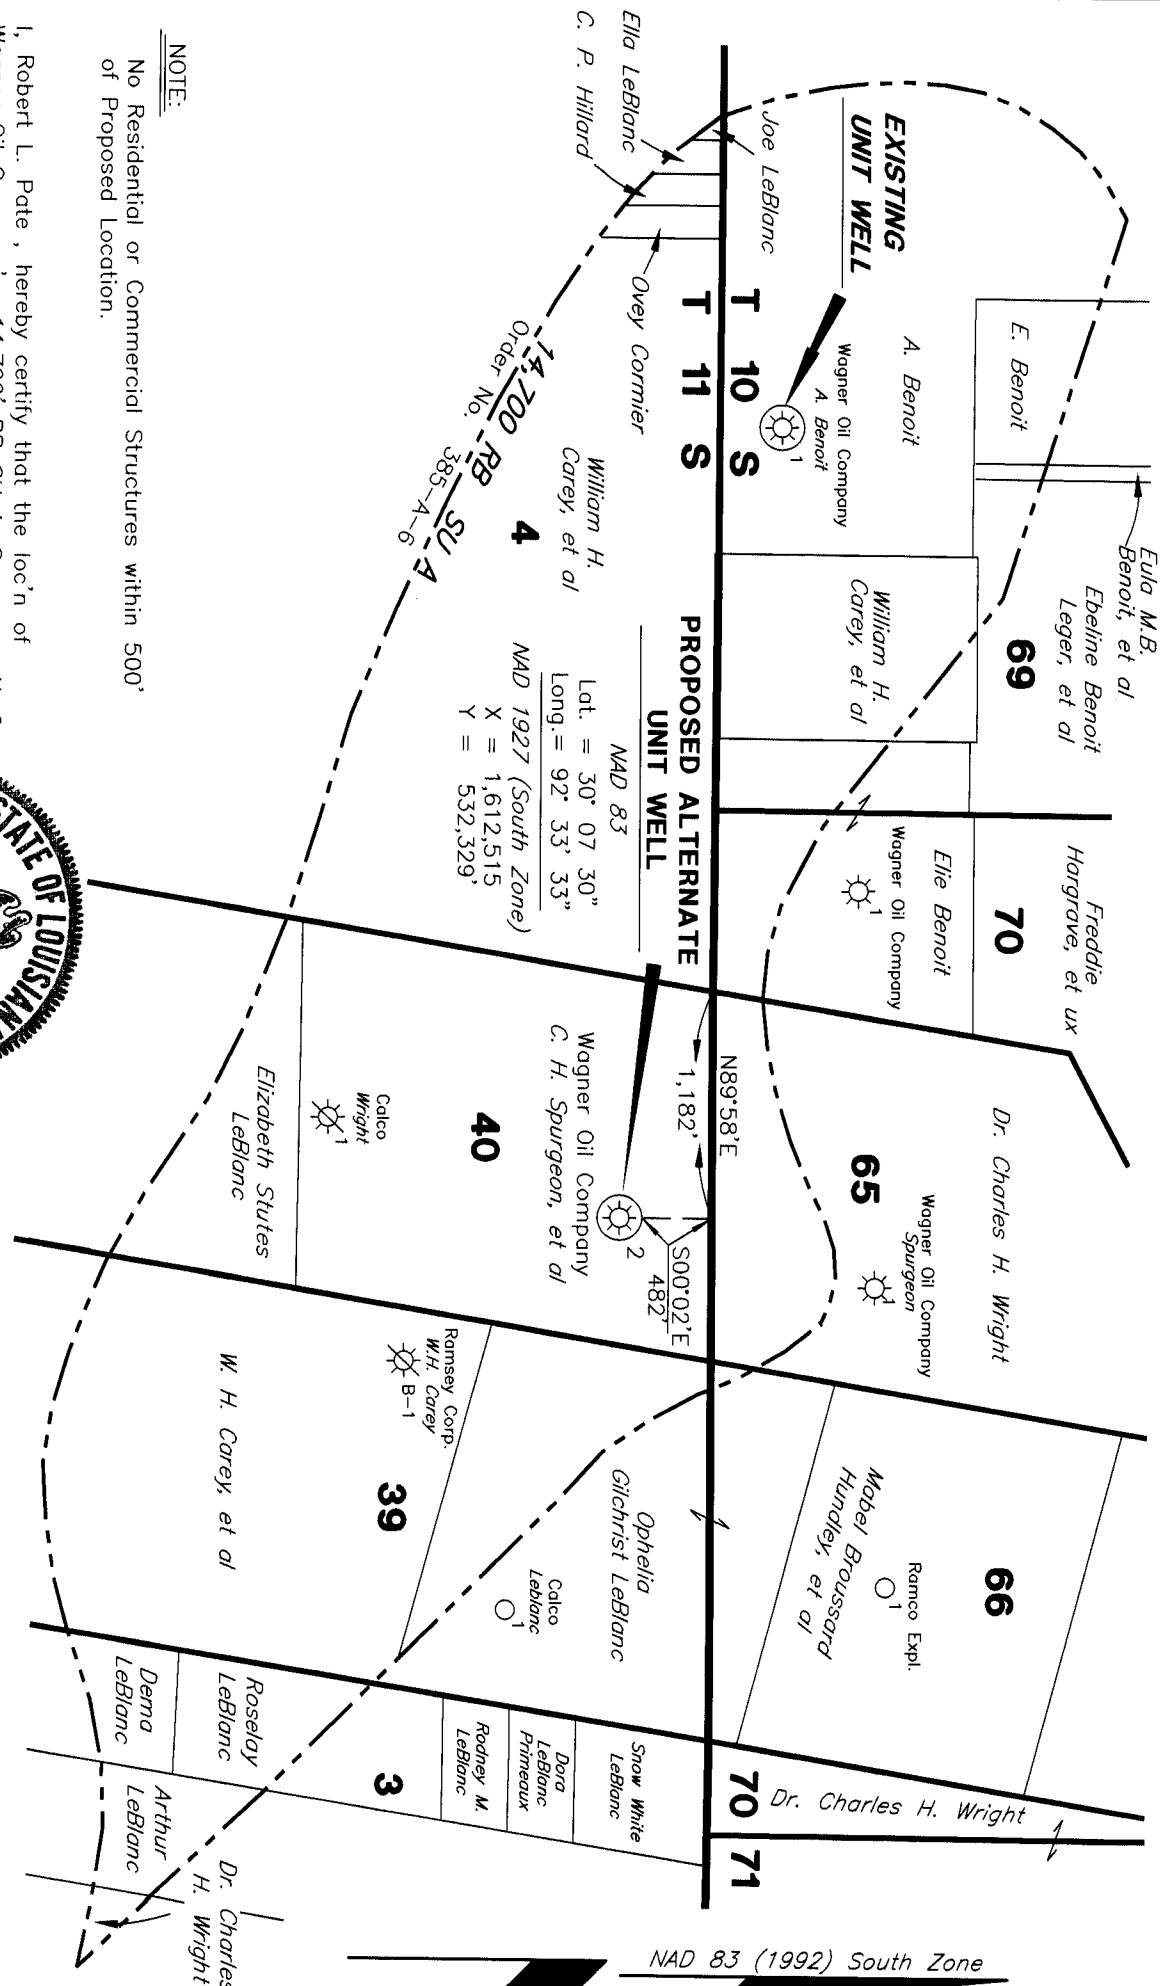 Eula M.B.
Benoit, et al
Ebeline Benoit
Leger, et al
69
E. Benoit
A. Benoit
EXISTING
UNIT WELL
Wagner Oil Company
A. Benoit
1
William H.
Carey, et al
Joe LeBlanc
Ella LeBlanc
C. P. Hillard
Ovey Cormier
T 10 S
T 11 S
Freddie
Hargrave, et ux
70
Elie Benoit
Wagner Oil Company
1
Dr. Charles H. Wright
65
Wagner Oil Company
Spurgeon
1
66
Ramco Expl.
1
Mabel Broussard
Hundley, et al
Dr. Charles H. Wright
70
71
N89°58'E
1,182'
S00°02'E
482'
PROPOSED ALTERNATE
UNIT WELL
NAD 83
Lat. = 30° 07 30"
Long.= 92° 33' 33"
NAD 1927 (South Zone)
X = 1,612,515
Y = 532,329'
William H.
Carey, et al
4
14,700 RB SU A
Order No. 385-A-6
Wagner Oil Company
C. H. Spurgeon, et al
2
40
Calco
Wright
1
Elizabeth Stutes
LeBlanc
Ophelia
Gilchrist LeBlanc
Calco
Leblanc
1
Ramsey Corp.
W.H. Carey
B-1
39
W. H. Carey, et al
Snow White
LeBlanc
Dora
LeBlanc
Primeaux
Rodney M.
LeBlanc
3
Roselay
LeBlanc
Dema
LeBlanc
Arthur
LeBlanc
Dr. Charles
H. Wright
NOTE:
No Residential or Commercial Structures within 500'
of Proposed Location.
I, Robert L. Pate , hereby certify that the loc'n of
STATE OF LOUISIANA
NAD 83 (1992) South Zone